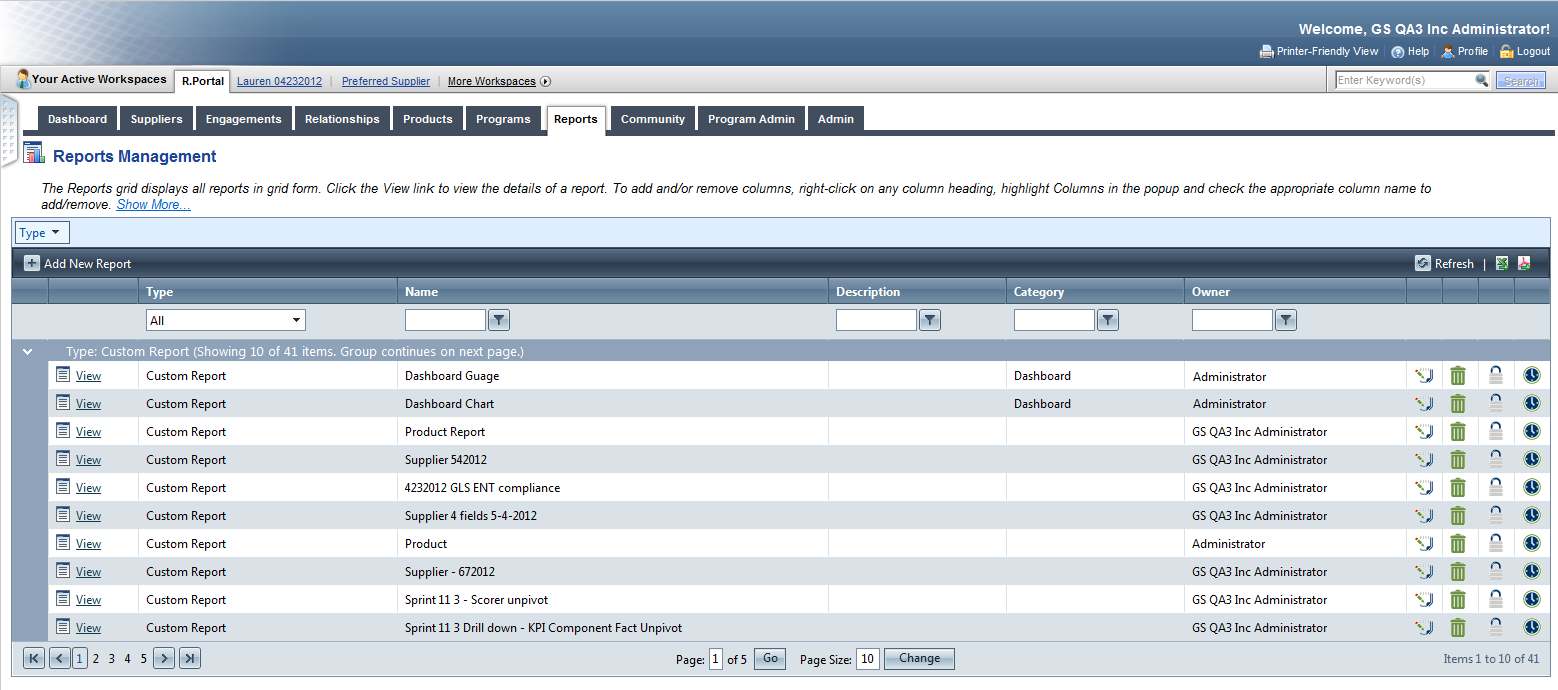 Welcome, GS QA3 Inc Administrator!
Printer-Friendly View | Help | Profile | Logout
Your Active Workspaces R.Portal Lauren 04232012 | Preferred Supplier | More Workspaces Enter Keyword(s) Search
Dashboard Suppliers Engagements Relationships Products Programs Reports Community Program Admin Admin
Reports Management
The Reports grid displays all reports in grid form. Click the View link to view the details of a report. To add and/or remove columns, right-click on any column heading, highlight Columns in the popup and check the appropriate column name to
add/remove. Show More...
Type
Add New Report Refresh |
Type Name Description Category Owner
All
Type: Custom Report (Showing 10 of 41 items. Group continues on next page.)
View Custom Report Dashboard Guage Dashboard Administrator
View Custom Report Dashboard Chart Dashboard Administrator
View Custom Report Product Report GS QA3 Inc Administrator
View Custom Report Supplier 542012 GS QA3 Inc Administrator
View Custom Report 4232012 GLS ENT compliance GS QA3 Inc Administrator
View Custom Report Supplier 4 fields 5-4-2012 GS QA3 Inc Administrator
View Custom Report Product Administrator
View Custom Report Supplier - 672012 GS QA3 Inc Administrator
View Custom Report Sprint 11 3 - Scorer unpivot GS QA3 Inc Administrator
View Custom Report Sprint 11 3 Drill down - KPI Component Fact Unpivot GS QA3 Inc Administrator
1 2 3 4 5 Page: 1 of 5 Go Page Size: 10 Change Items 1 to 10 of 41